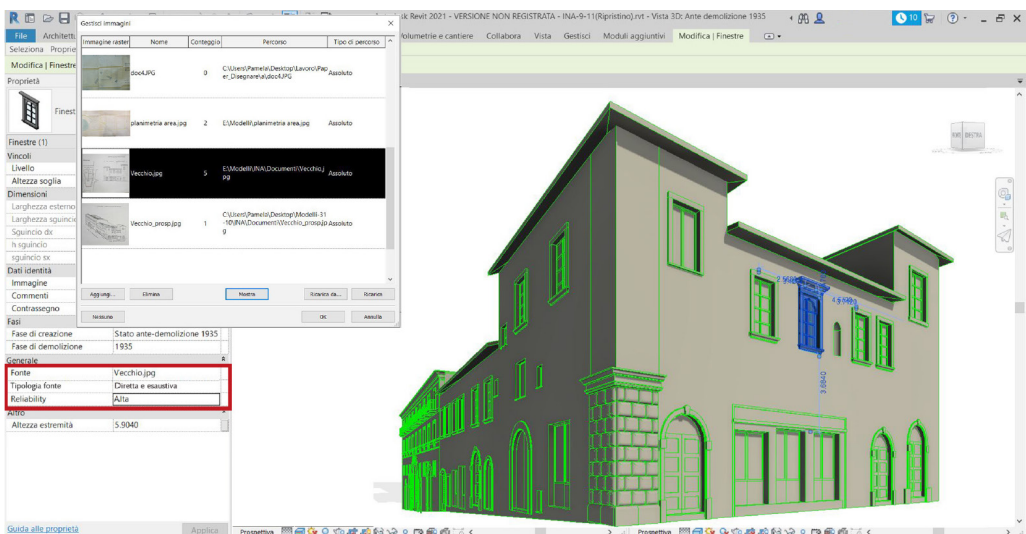 Gestisci Immagini
sk Revit 2021 - VERSIONE NON REGISTRATA - INA-9-11(Ripristino).rvt - Vista 3D: Ante demolizione 1935
10
File
Volumetrie e cantiere Collabora Vista Gestisci Moduli aggiuntivi Modifica | Finestre
Seleziona Proprie
Modifica | Finestre
Proprietà
Finest
Finestre (1)
Vincoli
Livello
Altezza soglia
Dimensioni
Larghezza esterno
Larghezza sguincio
Sguincio dx
h sguincio
sguincio sx
Dati identità
Immagine
Commenti
Contrassegno
Fasi
Fase di creazione Stato ante-demolizione 1935
Fase di demolizione 1935
Generale
Fonte Vecchio.jpg
Tipologia fonte Diretta e esaustiva
Reliability Alta
Altro
Altezza estremità 5.9040
Guida alle proprietà Applica
Immagine raster Nome Conteggio Percorso Tipo di percorso
doc4.JPG 0 C:\Users\Pamela\Desktop\Lavoro\Pap
er_Disegnare\a\doc4.JPG Assoluto
planimetria area.jpg 2 E:\Modelli\planimetria area.jpg Assoluto
Vecchio.jpg 5 E:\Modelli\INA\Documenti\Vecchio.j
pg Assoluto
Vecchio_prosp.jpg 1 C:\Users\Pamela\Desktop\Modelli-31
-10\INA\Documenti\Vecchio_prosp.jp
g Assoluto
Aggiungi... Elimina Mostra Ricarica da... Ricarica
Nessuno OK Annulla
3.8840
Prospettiva
Prospettiva